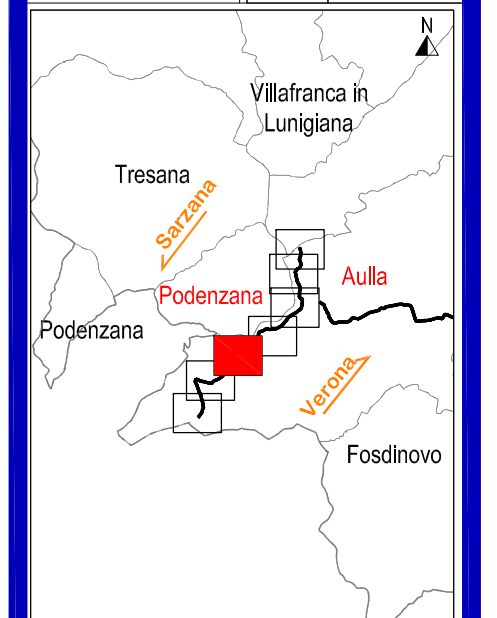 N
Villafranca in
Lunigiana
Tresana
Sarzana
Aulla
Podenzana
Podenzana
Verona
Fosdinovo